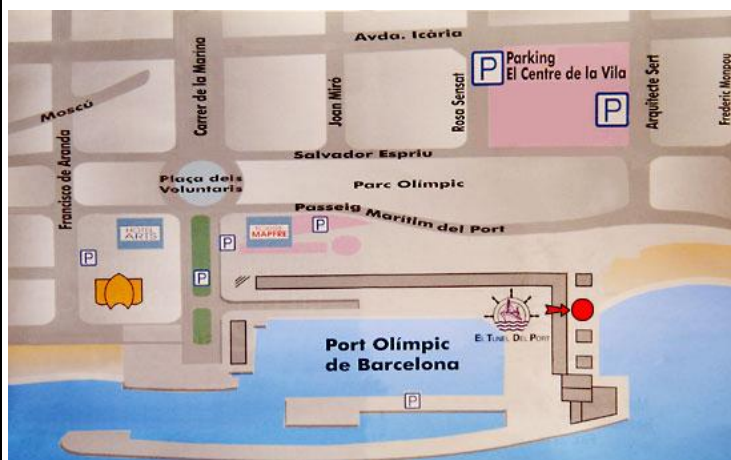 Avda. Icària
P
Parking
El Centre de la Vila
P
Carrer de la Marina
Joan Miró
Rosa Sensat
Arquitecte Sert
Frederic Mompou
Moscú
Francisco de Aranda
Salvador Espriu
Plaça dels
Voluntaris
Parc Olímpic
Passeig Marítim del Port
HOTEL
ARTS
P
TORRE
MAPFRE
P
P
P
El Tunel Del Port
Port Olímpic
de Barcelona
P